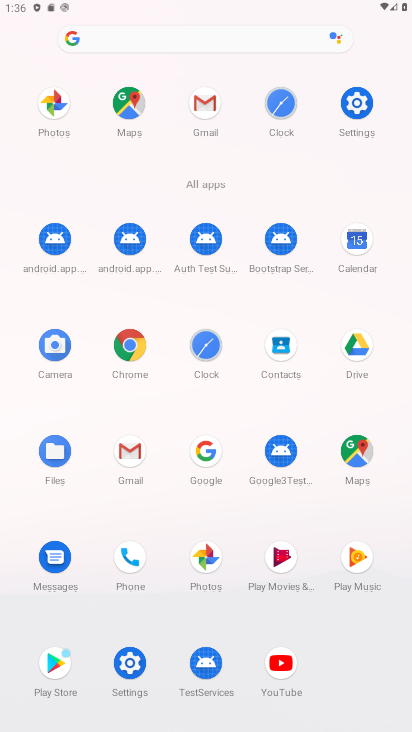 1:36
Photos Maps Gmail Clock Settings
All apps
android.app.... android.app.... Auth Test Su... Bootstrap Ser... Calendar
Camera Chrome Clock Contacts Drive
Files Gmail Google Google3Test... Maps
Messages Phone Photos Play Movies &... Play Music
Play Store Settings TestServices YouTube